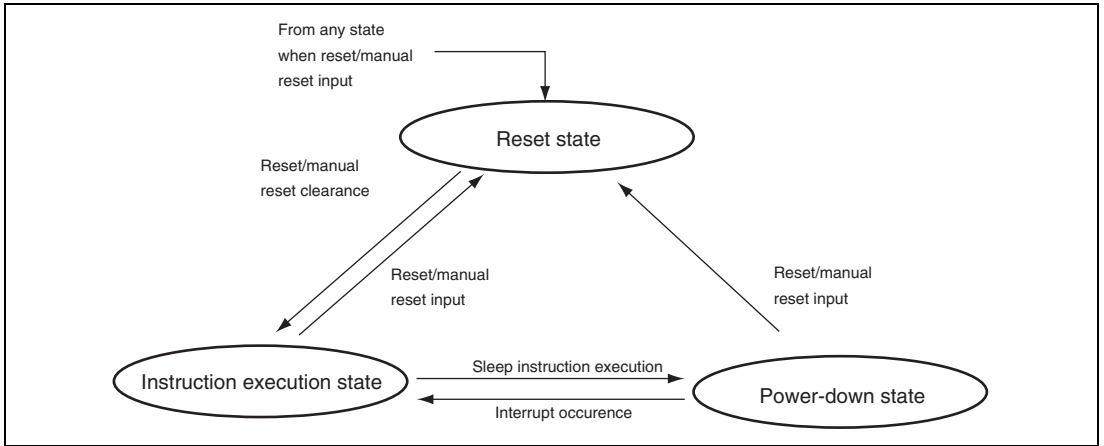 From any state
when reset/manual
reset input
Reset state
Reset/manual
reset clearance
Reset/manual
reset input
Reset/manual
reset input
Instruction execution state
Sleep instruction execution
Interrupt occurence
Power-down state